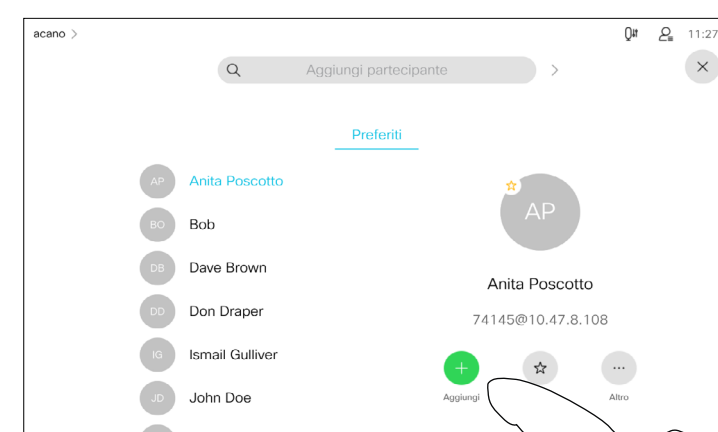 acano >
11:27
Aggiungi partecipante
Preferiti
AP Anita Poscotto
BO Bob
DB Dave Brown
DD Don Draper
IG Ismail Gulliver
JD John Doe
AP
Anita Poscotto
74145@10.47.8.108
Aggiungi
Altro